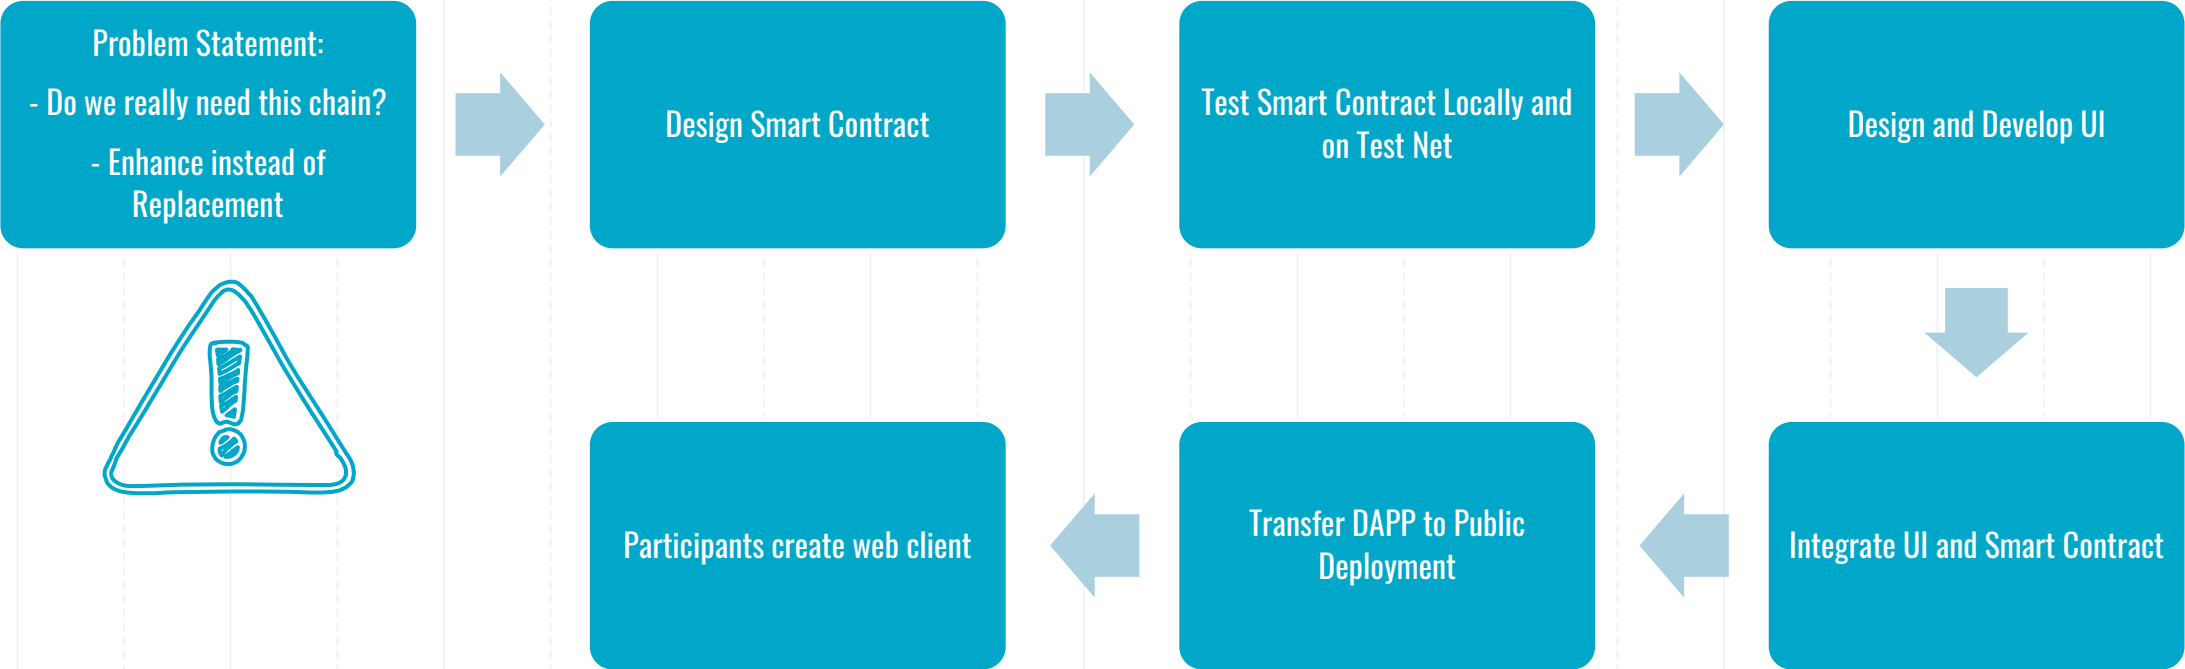 Problem Statement:
- Do we really need this chain?
- Enhance instead of
Replacement
Design Smart Contract
Test Smart Contract Locally and
on Test Net
Design and Develop UI
Integrate UI and Smart Contract
Transfer DAPP to Public
Deployment
Participants create web client